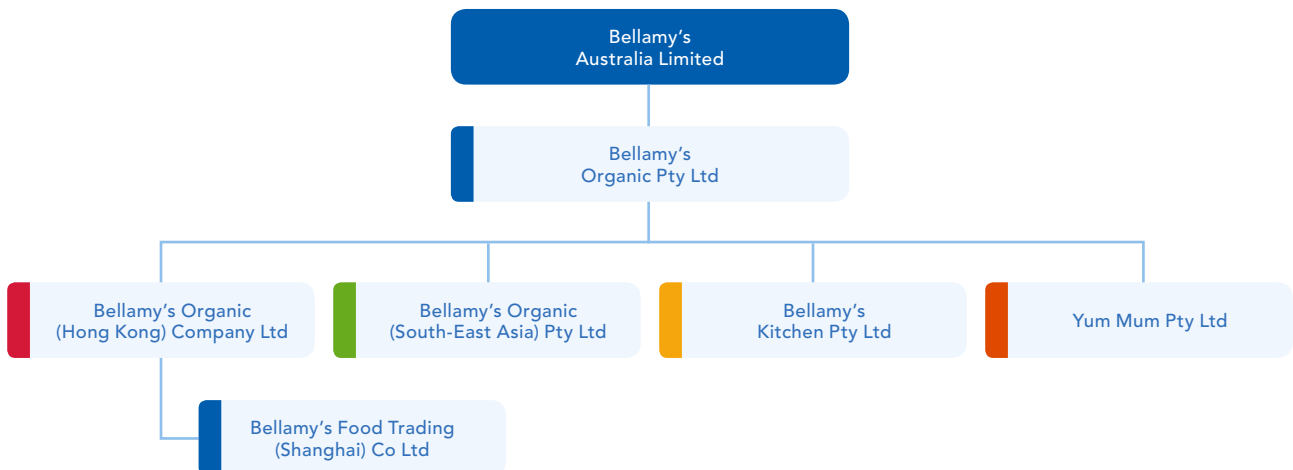 Bellamy’s
Australia Limited
Bellamy’s
Organic Pty Ltd
Bellamy’s Organic
(Hong Kong) Company Ltd
Bellamy’s Organic
(South-East Asia) Pty Ltd
Bellamy’s
Kitchen Pty Ltd
Yum Mum Pty Ltd
Bellamy’s Food Trading
(Shanghai) Co Ltd